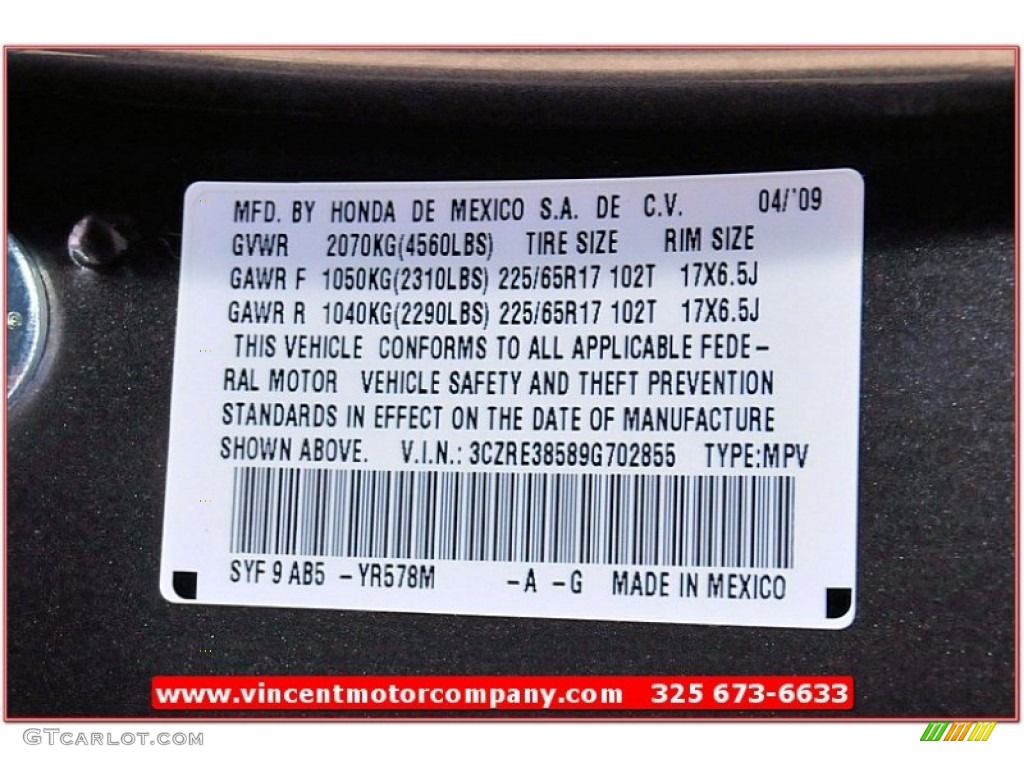 MFD. BY HONDA DE MEXICO S.A. DE C.V. 04/'09
GVWR 2070KG(4560LBS) TIRE SIZE RIM SIZE
GAWR F 1050KG(2310LBS) 225/65R17 102T 17X6.5J
GAWR R 1040KG(2290LBS) 225/65R17 102T 17X6.5J
THIS VEHICLE CONFORMS TO ALL APPLICABLE FEDE-
RAL MOTOR VEHICLE SAFETY AND THEFT PREVENTION
STANDARDS IN EFFECT ON THE DATE OF MANUFACTURE
SHOWN ABOVE. V.I.N.: 3CZRE38589G702855 TYPE:MPV
SYF 9 AB5 -YR578M -A -G MADE IN MEXICO
www.vincentmotorcompany.com 325 673-6633
GTcarlot.com